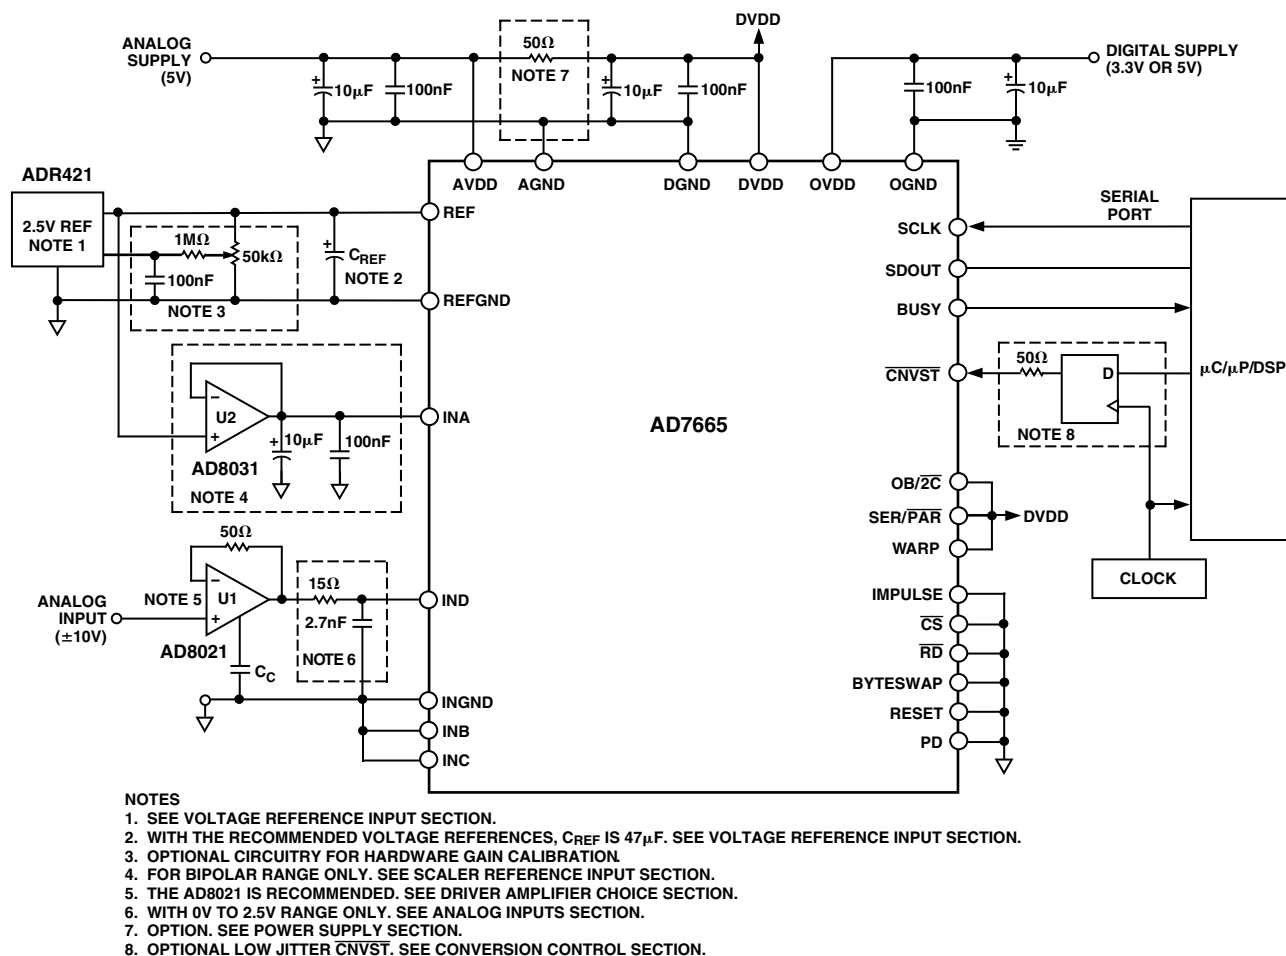 ANALOG
SUPPLY
(5V)
50Ω
NOTE 7
DVDD
DIGITAL SUPPLY
(3.3V OR 5V)
+
10μF
100nF
+
10μF
100nF
100nF
+
10μF
ADR421
2.5V REF
NOTE 1
1MΩ
50kΩ
100nF
NOTE 3
+
CREF
NOTE 2
AVDD
AGND
DGND
DVDD
OVDD
OGND
REF
REFGND
INA
IND
INGND
INB
INC
AD7665
SCLK
SDOUT
BUSY
CNVST
OB/2C
SER/PAR
WARP
IMPULSE
CS
RD
BYTESWAP
RESET
PD
SERIAL
PORT
50Ω
D
NOTE 8
μC/μP/DSP
DVDD
CLOCK
−
U2
+
AD8031
+
10μF
100nF
NOTE 4
50Ω
ANALOG
INPUT
(±10V)
NOTE 5
−
U1
+
AD8021
CC
15Ω
2.7nF
NOTE 6
NOTES
1. SEE VOLTAGE REFERENCE INPUT SECTION.
2. WITH THE RECOMMENDED VOLTAGE REFERENCES, CREF IS 47μF. SEE VOLTAGE REFERENCE INPUT SECTION.
3. OPTIONAL CIRCUITRY FOR HARDWARE GAIN CALIBRATION.
4. FOR BIPOLAR RANGE ONLY. SEE SCALER REFERENCE INPUT SECTION.
5. THE AD8021 IS RECOMMENDED. SEE DRIVER AMPLIFIER CHOICE SECTION.
6. WITH 0V TO 2.5V RANGE ONLY. SEE ANALOG INPUTS SECTION.
7. OPTION. SEE POWER SUPPLY SECTION.
8. OPTIONAL LOW JITTER CNVST. SEE CONVERSION CONTROL SECTION.